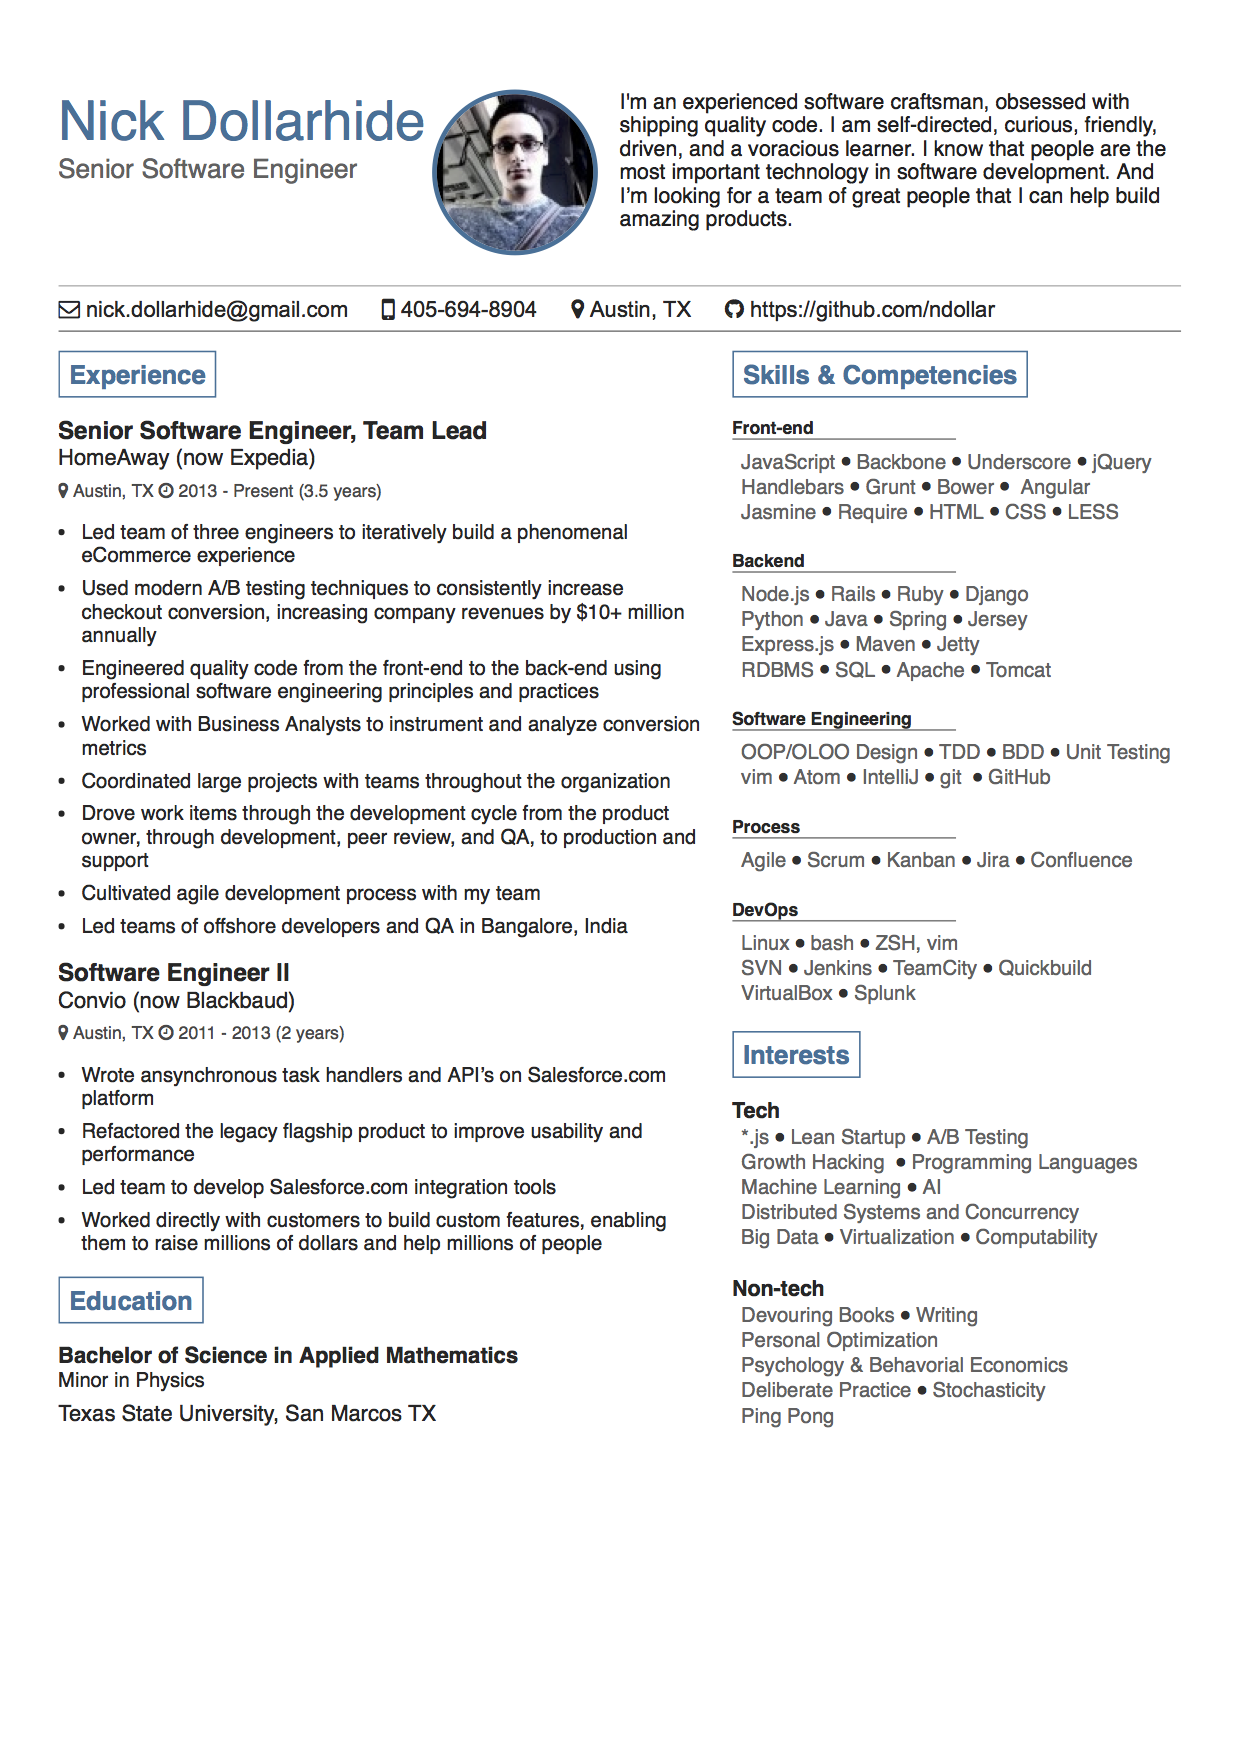 Nick Dollarhide
Senior Software Engineer
I'm an experienced software craftsman, obsessed with
shipping quality code. I am self-directed, curious, friendly,
driven, and a voracious learner. I know that people are the
most important technology in software development. And
I'm looking for a team of great people that I can help build
amazing products.
nick.dollarhide@gmail.com 405-694-8904 Austin, TX https://github.com/ndollar
Experience
Senior Software Engineer, Team Lead
HomeAway (now Expedia)
Austin, TX 2013 - Present (3.5 years)
• Led team of three engineers to iteratively build a phenomenal
eCommerce experience
• Used modern A/B testing techniques to consistently increase
checkout conversion, increasing company revenues by $10+ million
annually
• Engineered quality code from the front-end to the back-end using
professional software engineering principles and practices
• Worked with Business Analysts to instrument and analyze conversion
metrics
• Coordinated large projects with teams throughout the organization
• Drove work items through the development cycle from the product
owner, through development, peer review, and QA, to production and
support
• Cultivated agile development process with my team
• Led teams of offshore developers and QA in Bangalore, India
Software Engineer II
Convio (now Blackbaud)
Austin, TX 2011 - 2013 (2 years)
• Wrote ansynchronous task handlers and API's on Salesforce.com
platform
• Refactored the legacy flagship product to improve usability and
performance
• Led team to develop Salesforce.com integration tools
• Worked directly with customers to build custom features, enabling
them to raise millions of dollars and help millions of people
Education
Bachelor of Science in Applied Mathematics
Minor in Physics
Texas State University, San Marcos TX
Skills & Competencies
Front-end
JavaScript ● Backbone ● Underscore ● jQuery
Handlebars ● Grunt ● Bower ● Angular
Jasmine ● Require ● HTML ● CSS ● LESS
Backend
Node.js ● Rails ● Ruby ● Django
Python ● Java ● Spring ● Jersey
Express.js ● Maven ● Jetty
RDBMS ● SQL ● Apache ● Tomcat
Software Engineering
OOP/OLOO Design ● TDD ● BDD ● Unit Testing
vim ● Atom ● IntelliJ ● git ● GitHub
Process
Agile ● Scrum ● Kanban ● Jira ● Confluence
DevOps
Linux ● bash ● ZSH, vim
SVN ● Jenkins ● TeamCity ● Quickbuild
VirtualBox ● Splunk
Interests
Tech
*.js ● Lean Startup ● A/B Testing
Growth Hacking ● Programming Languages
Machine Learning ● AI
Distributed Systems and Concurrency
Big Data ● Virtualization ● Computability
Non-tech
Devouring Books ● Writing
Personal Optimization
Psychology & Behavorial Economics
Deliberate Practice ● Stochasticity
Ping Pong